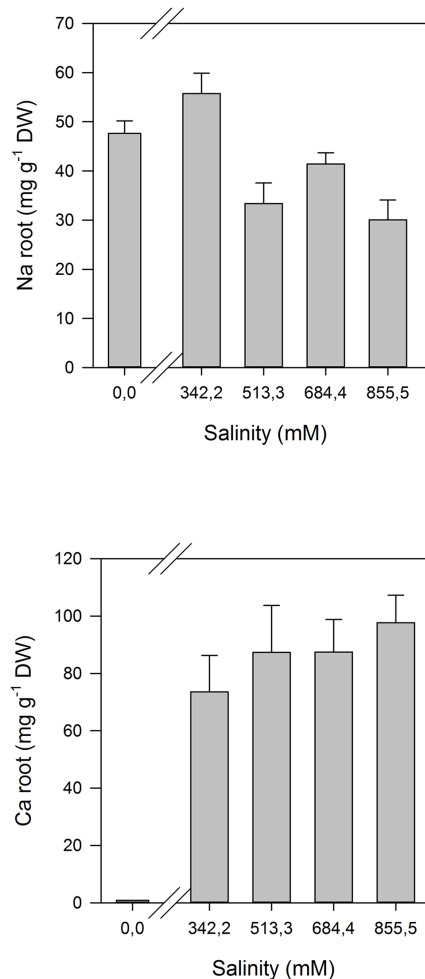 70
60
50
40
30
20
10
0
Na root (mg g⁻¹ DW)
0,0 342,2 513,3 684,4 855,5
Salinity (mM)
120
100
80
60
40
20
0
Ca root (mg g⁻¹ DW)
0,0 342,2 513,3 684,4 855,5
Salinity (mM)